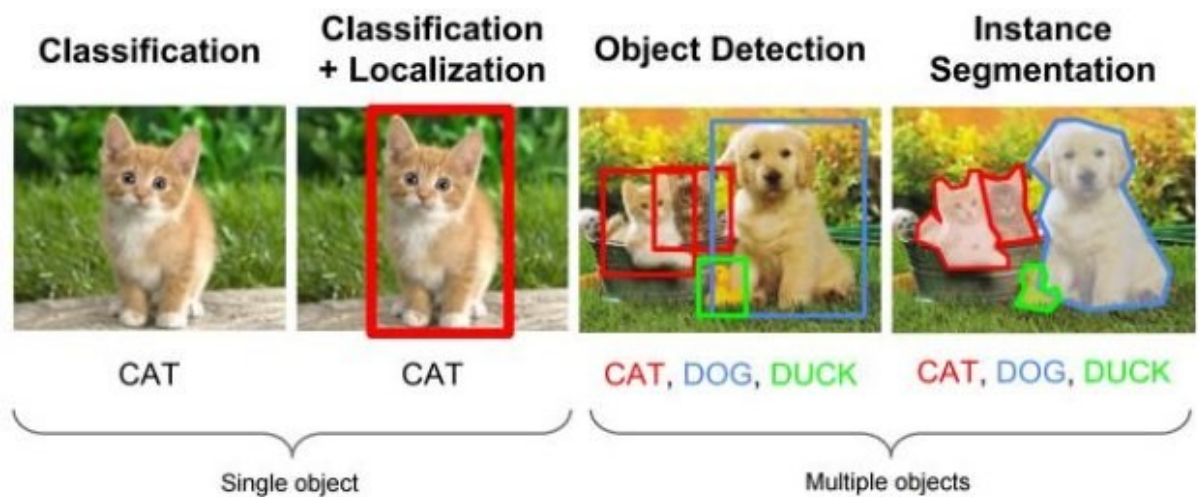 Classification
Classification
+ Localization
Object Detection
Instance
Segmentation
CAT
CAT
CAT, DOG, DUCK
CAT, DOG, DUCK
Single object
Multiple objects